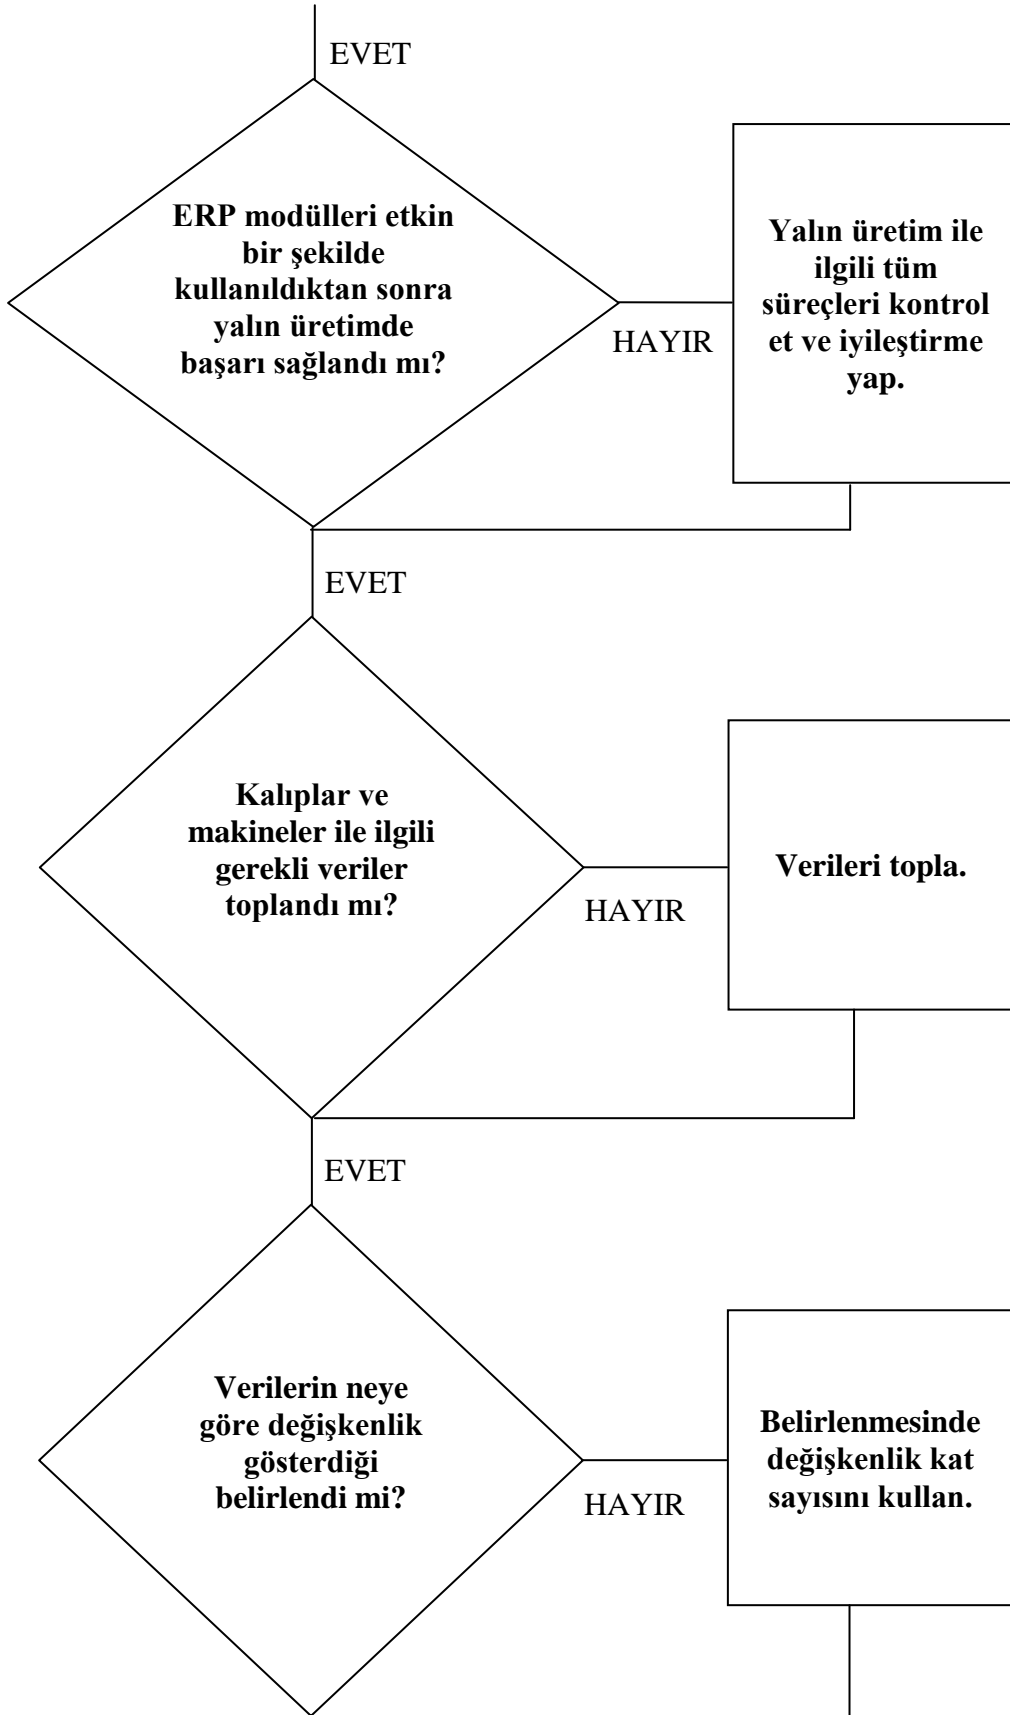 EVET
ERP modülleri etkin
bir şekilde
kullanıldıktan sonra
yalın üretimde
başarı sağlandı mı?
HAYIR
Yalın üretim ile
ilgili tüm
süreçleri kontrol
et ve iyileştirme
yap.
EVET
Kalıplar ve
makineler ile ilgili
gerekli veriler
toplandı mı?
HAYIR
Verileri topla.
EVET
Verilerin neye
göre değişkenlik
gösterdiği
belirlendi mi?
HAYIR
Belirlenmesinde
değişkenlik kat
sayısını kullan.